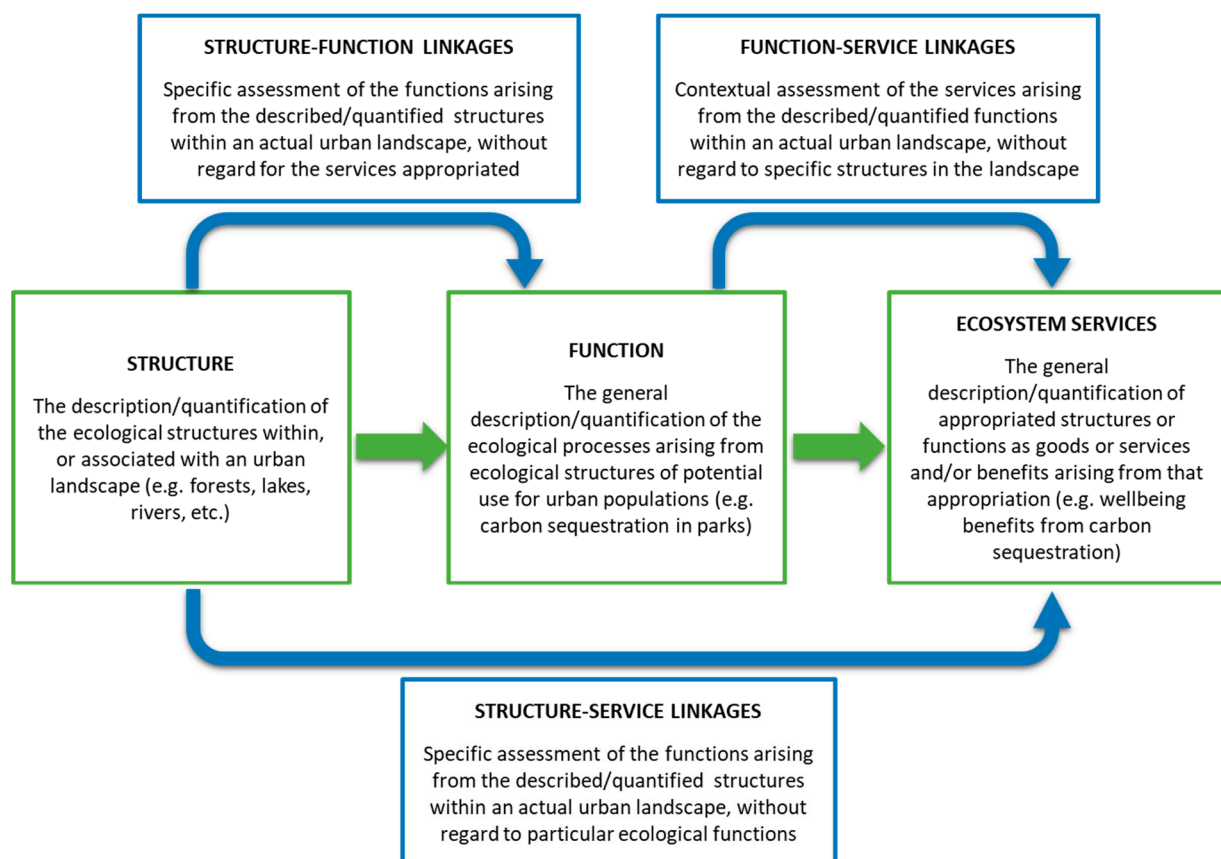 STRUCTURE-FUNCTION LINKAGES
Specific assessment of the functions arising
from the described/quantified structures
within an actual urban landscape, without
regard for the services appropriated
FUNCTION-SERVICE LINKAGES
Contextual assessment of the services arising
from the described/quantified functions
within an actual urban landscape, without
regard to specific structures in the landscape
STRUCTURE
The description/quantification of
the ecological structures within,
or associated with an urban
landscape (e.g. forests, lakes,
rivers, etc.)
FUNCTION
The general
description/quantification of the
ecological processes arising from
ecological structures of potential
use for urban populations (e.g.
carbon sequestration in parks)
ECOSYSTEM SERVICES
The general
description/quantification of
appropriated structures or
functions as goods or services
and/or benefits arising from that
appropriation (e.g. wellbeing
benefits from carbon
sequestration)
STRUCTURE-SERVICE LINKAGES
Specific assessment of the functions arising
from the described/quantified structures
within an actual urban landscape, without
regard to particular ecological functions